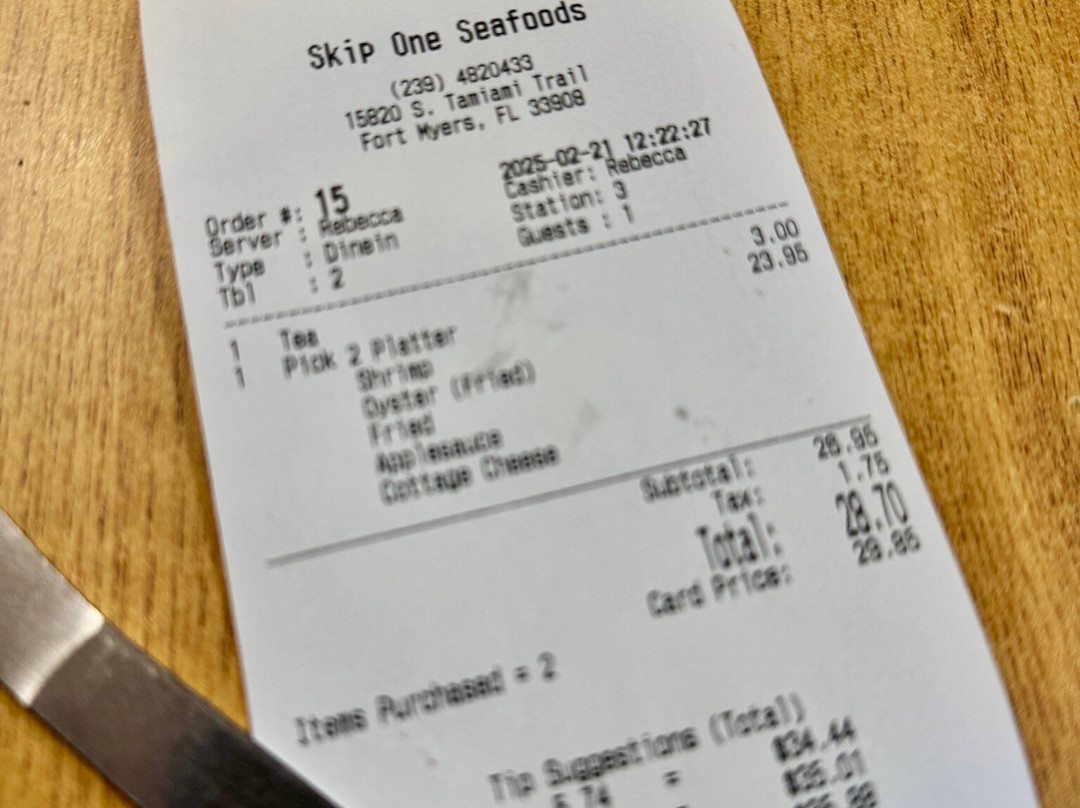 Skip One Seafoods
(239) 4820433
15820 S. Tamiami Trail
Fort Myers, FL 33908
Order #: 15 2025-02-21 12:22:27
Server : Rebecca Cashier: Rebecca
Type : Dinein Station: 3
Tbl : 2 Guests : 1
1 Tea 3.00
1 Pick 2 Platter 23.95
Shrimp
Oyster (Fried)
Fried
Applesauce
Cottage Cheese
Subtotal: 26.95
Tax: 1.75
Total: 28.70
Card Price: 29.85
Items Purchased = 2
Tip Suggestions (Total)
5.74 = $34.44
$35.01